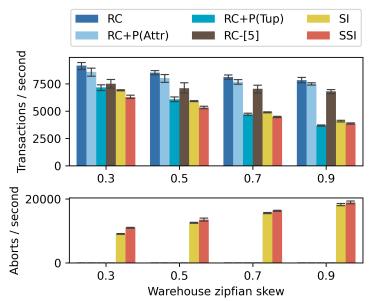 RC RC+P(Tup) SI
RC+P(Attr) RC-[5] SSI
Transactions / second
7500
5000
2500
0
0.3 0.5 0.7 0.9
Aborts / second
20000
0
0.3 0.5 0.7 0.9
Warehouse zipfian skew